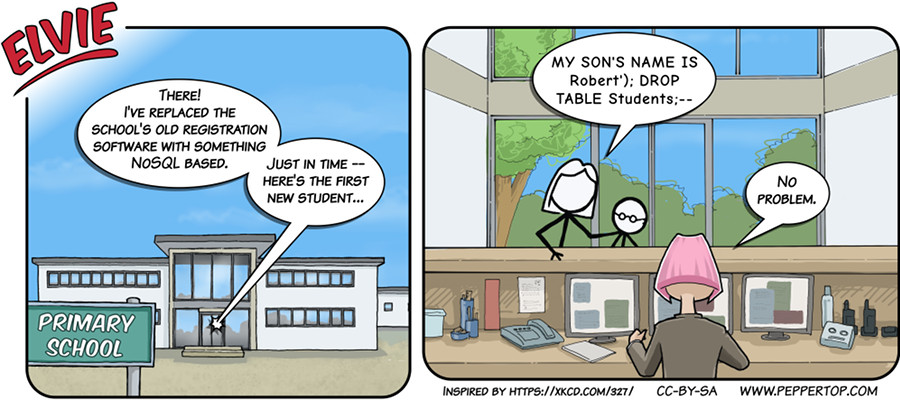 ELVIE
THERE!
I'VE REPLACED THE
SCHOOL'S OLD REGISTRATION
SOFTWARE WITH SOMETHING
NOSQL BASED.
JUST IN TIME --
HERE'S THE FIRST
NEW STUDENT...
PRIMARY
SCHOOL
MY SON'S NAME IS
Robert'); DROP
TABLE Students;--
NO
PROBLEM.
INSPIRED BY HTTPS://XKCD.COM/327/
CC-BY-SA
WWW.PEPPERTOP.COM